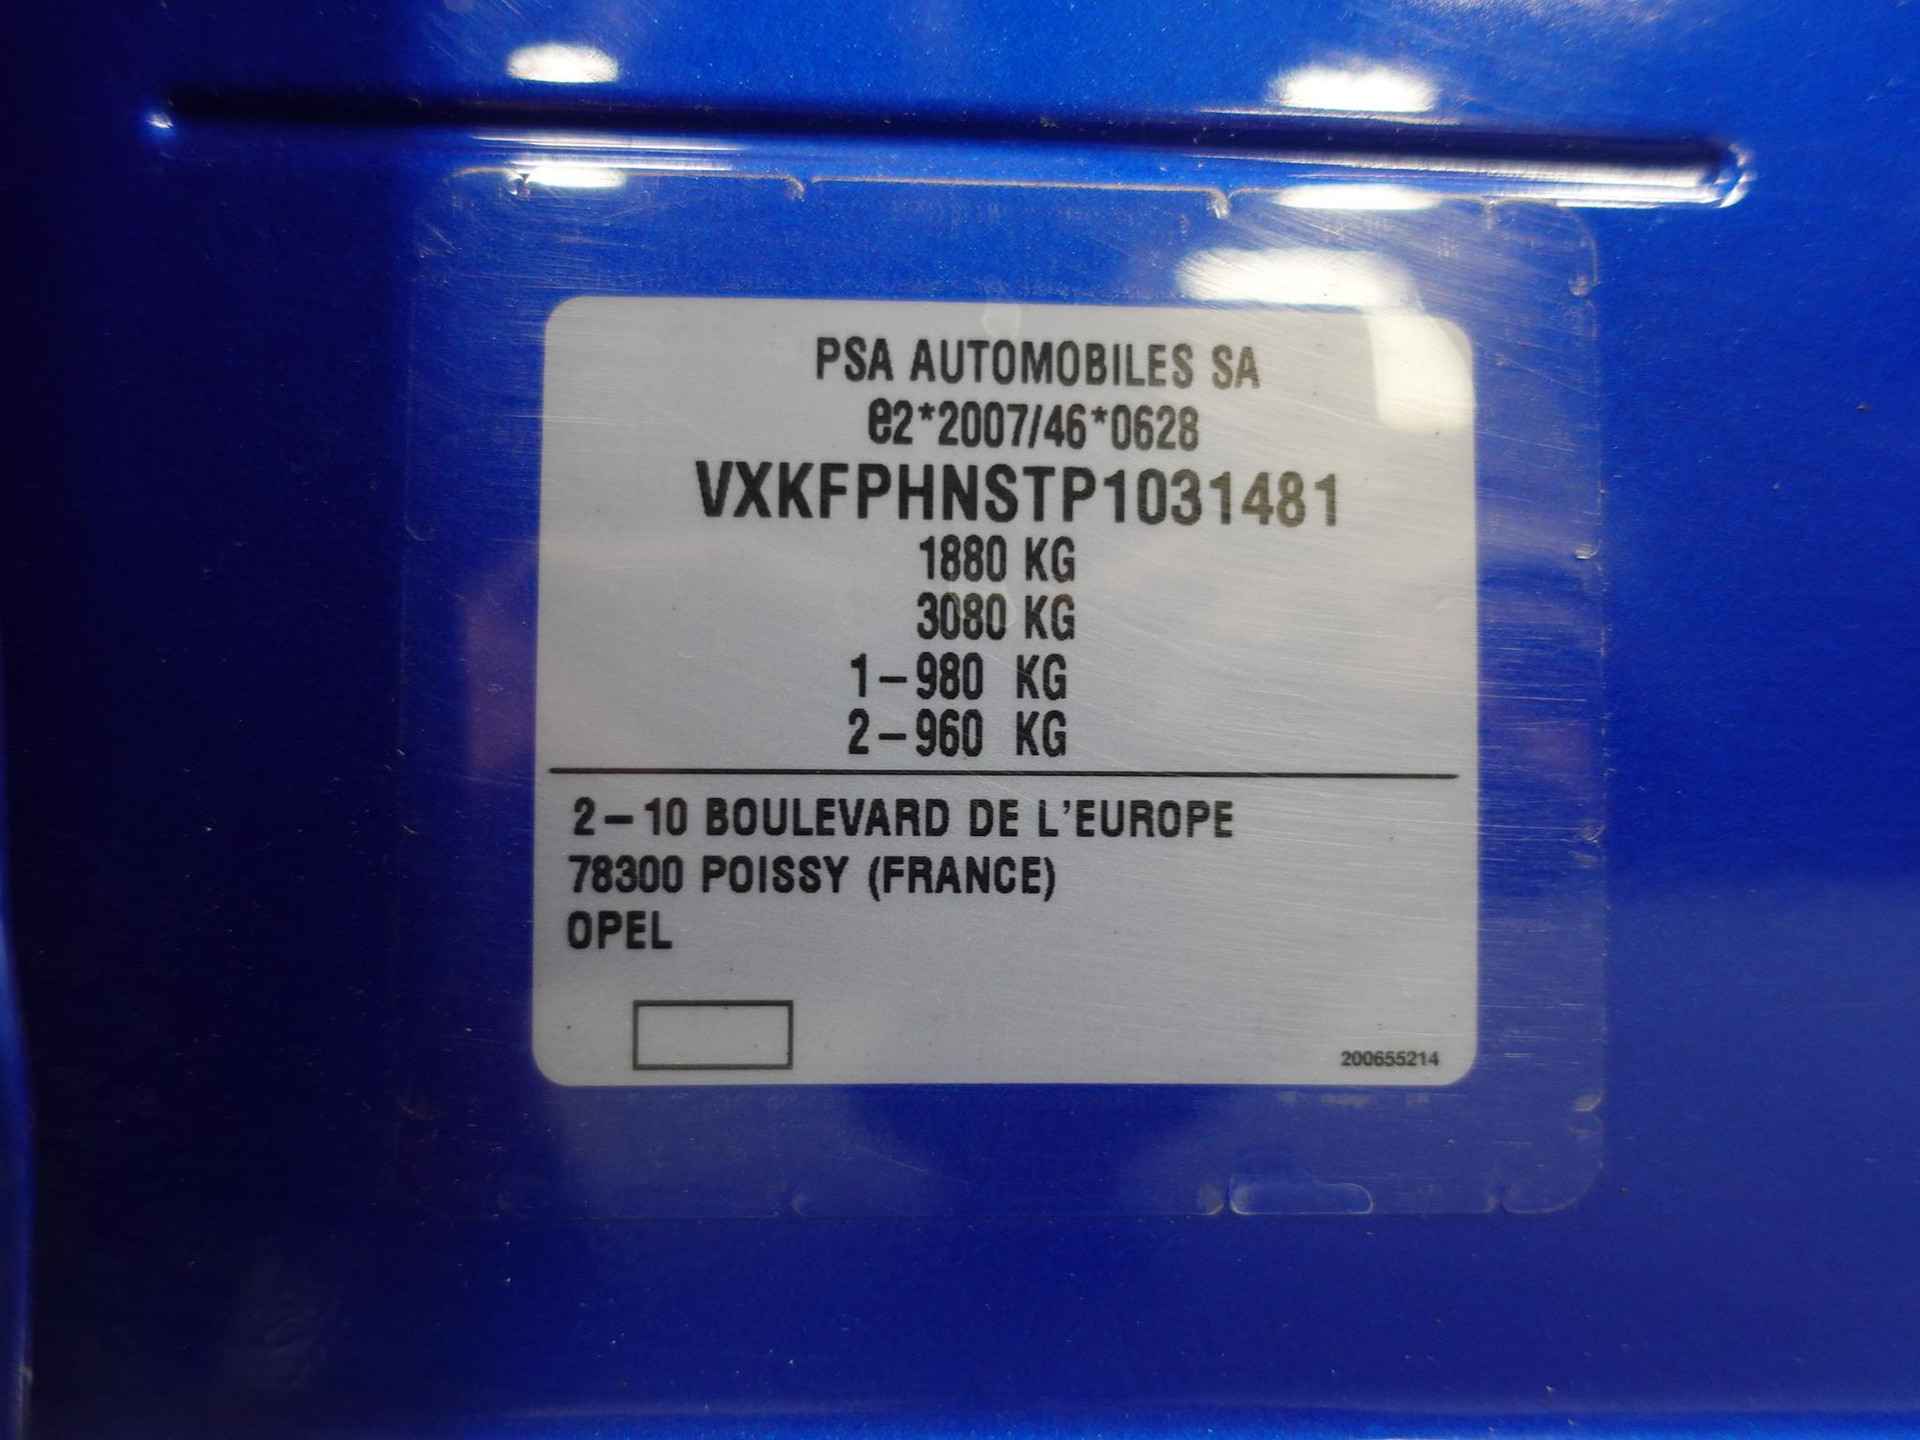 PSA AUTOMOBILES SA
e2*2007/46*0628
VXKFPHNSTP1031481
1880 KG
3080 KG
1-980 KG
2-960 KG
2-10 BOULEVARD DE L'EUROPE
78300 POISSY (FRANCE)
OPEL
200655214